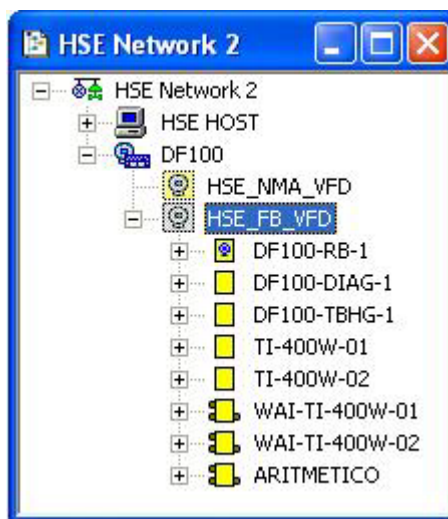 HSE Network 2
HSE Network 2
HSE HOST
DF100
HSE_NMA_VFD
HSE_FB_VFD
DF100-RB-1
DF100-DIAG-1
DF100-TBHG-1
TI-400W-01
TI-400W-02
WAI-TI-400W-01
WAI-TI-400W-02
ARITMETICO